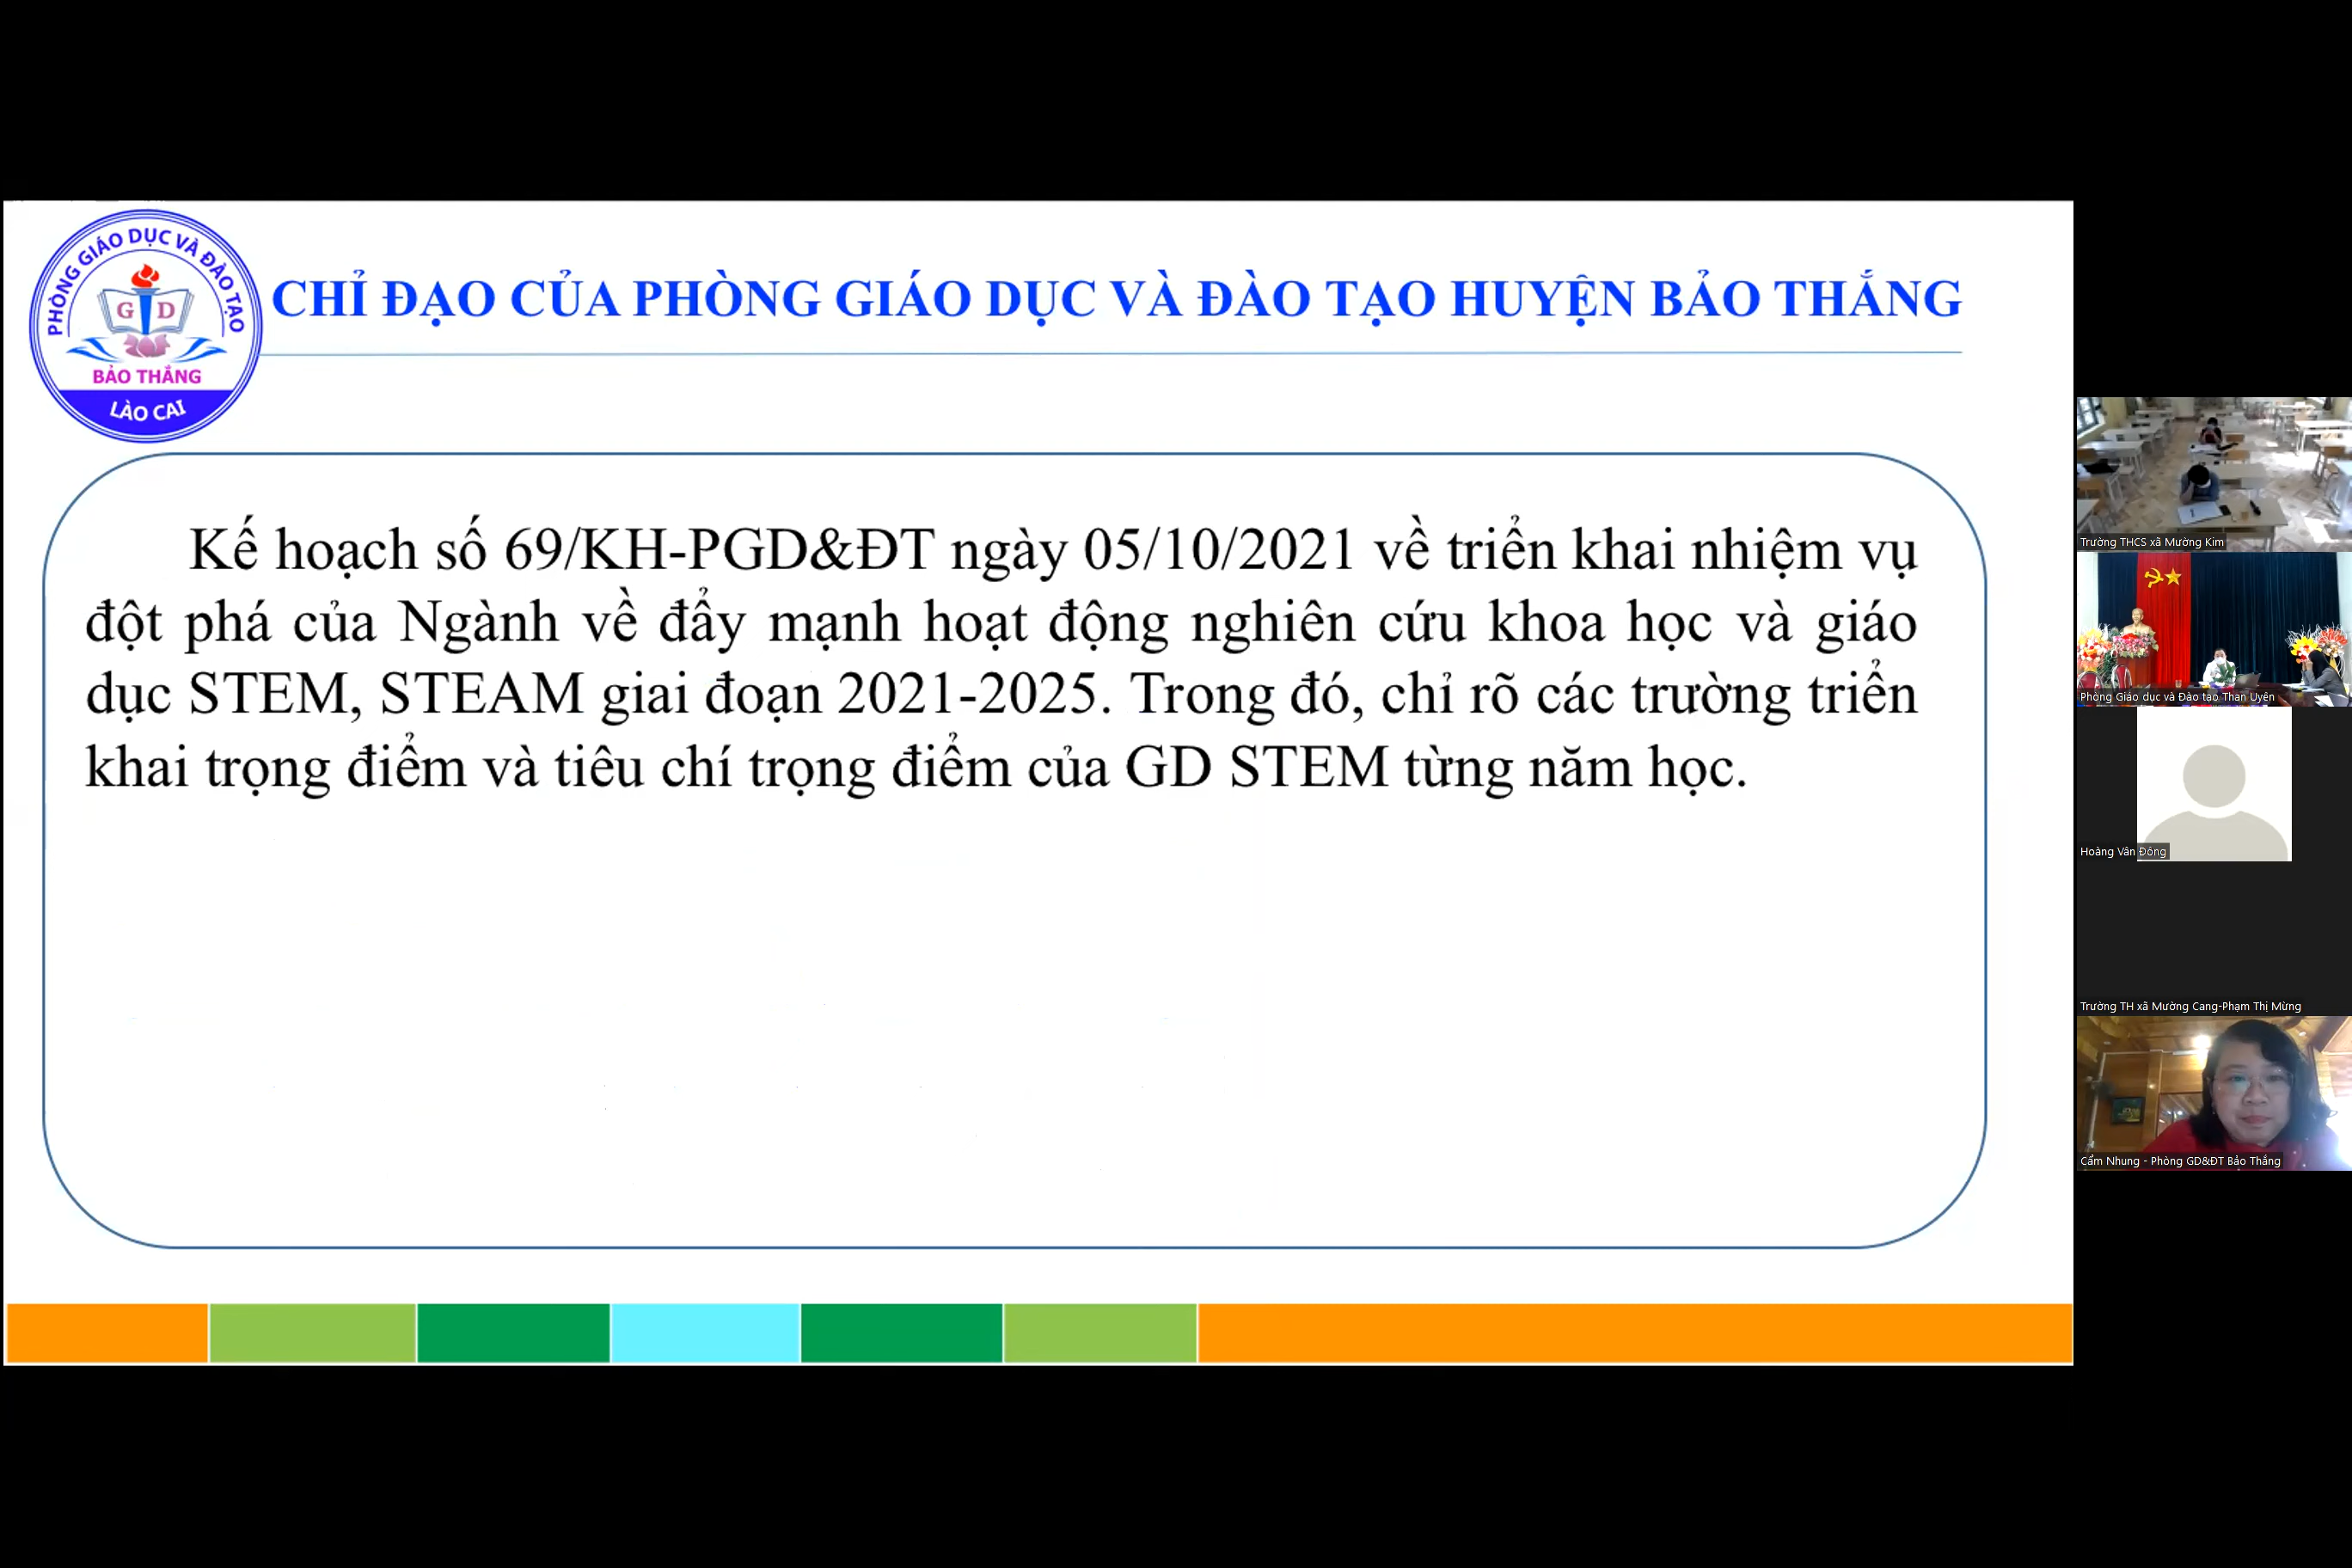 PHÒNG GIÁO DỤC VÀ ĐÀO TẠO
G D
BẢO THẮNG
LÀO CAI
CHỈ ĐẠO CỦA PHÒNG GIÁO DỤC VÀ ĐÀO TẠO HUYỆN BẢO THẮNG
Kế hoạch số 69/KH-PGD&ĐT ngày 05/10/2021 về triển khai nhiệm vụ
đột phá của Ngành về đẩy mạnh hoạt động nghiên cứu khoa học và giáo
dục STEM, STEAM giai đoạn 2021-2025. Trong đó, chỉ rõ các trường triển
khai trọng điểm và tiêu chí trọng điểm của GD STEM từng năm học.
Trường THCS xã Mường Kim
Phòng Giáo dục và Đào tạo Than Uyên
Hoàng Vân Đông
Trường TH xã Mường Cang-Phạm Thị Mừng
Cẩm Nhung - Phòng GD&ĐT Bảo Thắng